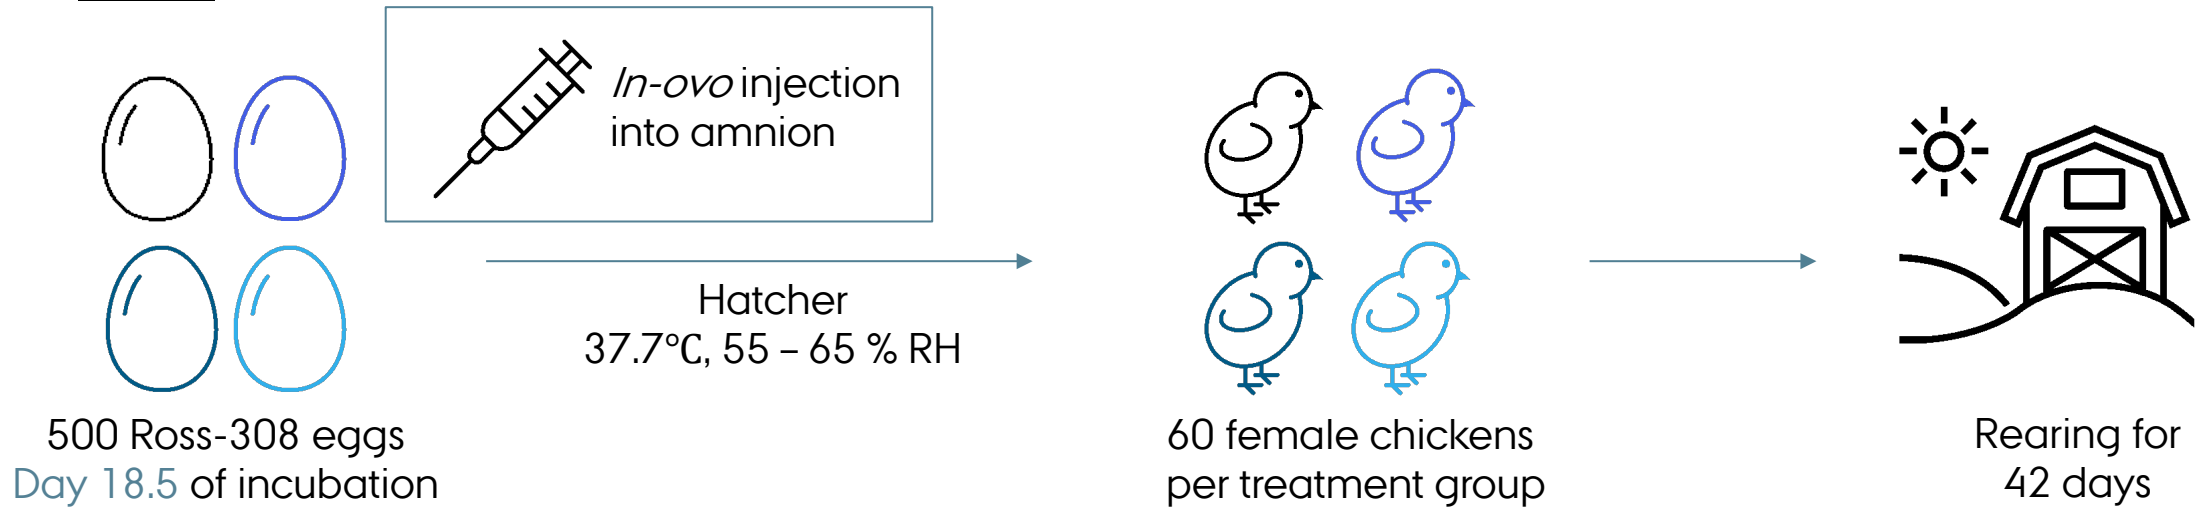 In-ovo injection
into amnion
Hatcher
37.7°C, 55 – 65 % RH
500 Ross-308 eggs
Day 18.5 of incubation
60 female chickens
per treatment group
Rearing for
42 days